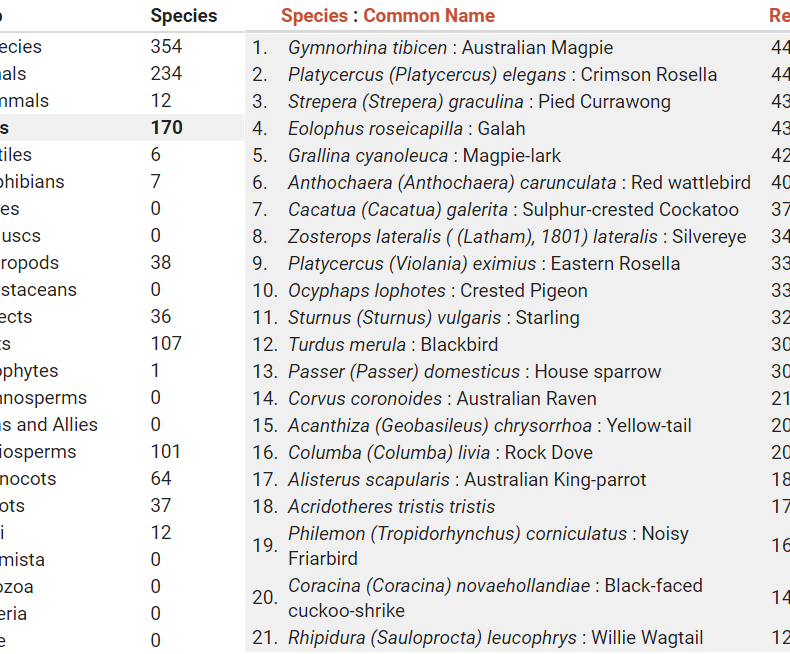 Species
354
234
12
170
6
7
0
0
38
0
36
107
1
0
0
101
64
37
12
0
0
0
0
ecies
als
mmals
s
tiles
phibians
es
uscs
ropods
staceans
ects
ts
ophytes
nnosperms
ns and Allies
iosperms
nocots
ots
i
mista
ozoa
eria
e
Species : Common Name
Re
1. Gymnorhina tibicen : Australian Magpie 44
2. Platycercus (Platycercus) elegans : Crimson Rosella 44
3. Strepera (Strepera) graculina : Pied Currawong 43
4. Eolophus roseicapilla : Galah 43
5. Grallina cyanoleuca : Magpie-lark 42
6. Anthochaera (Anthochaera) carunculata : Red wattlebird 40
7. Cacatua (Cacatua) galerita : Sulphur-crested Cockatoo 37
8. Zosterops lateralis ( (Latham), 1801) lateralis : Silvereye 34
9. Platycercus (Violania) eximius : Eastern Rosella 33
10. Ocyphaps lophotes : Crested Pigeon 33
11. Sturnus (Sturnus) vulgaris : Starling 32
12. Turdus merula : Blackbird 30
13. Passer (Passer) domesticus : House sparrow 30
14. Corvus coronoides : Australian Raven 21
15. Acanthiza (Geobasileus) chrysorrhoa : Yellow-tail 20
16. Columba (Columba) livia : Rock Dove 20
17. Alisterus scapularis : Australian King-parrot 18
18. Acridotheres tristis tristis 17
19. Philemon (Tropidorhynchus) corniculatus : Noisy
Friarbird 16
20. Coracina (Coracina) novaehollandiae : Black-faced
cuckoo-shrike 14
21. Rhipidura (Sauloprocta) leucophrys : Willie Wagtail 12